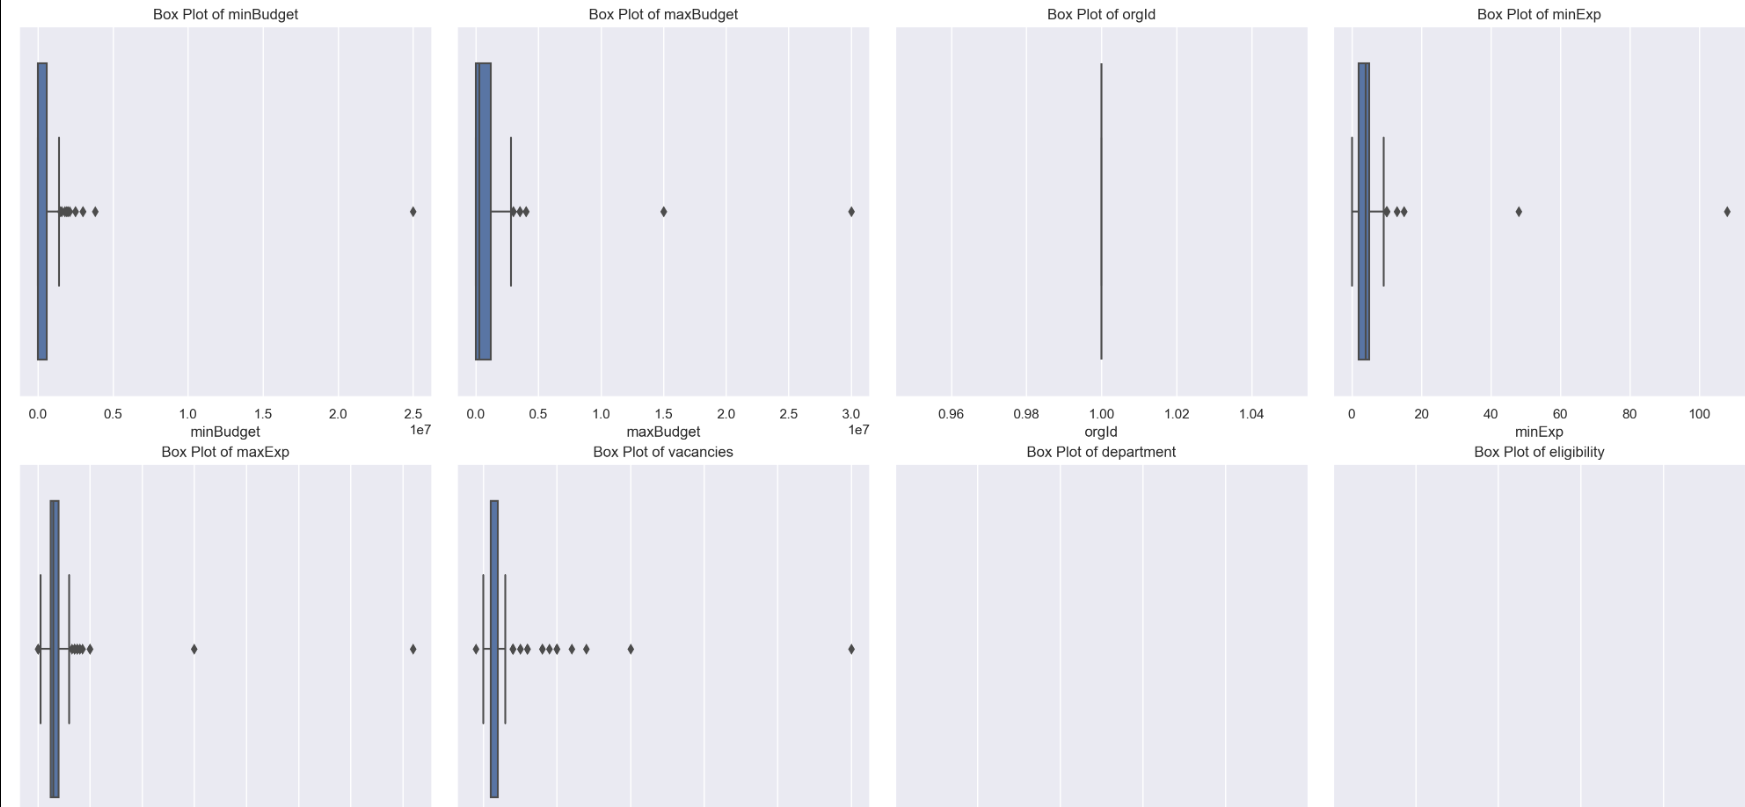 Box Plot of minBudget
Box Plot of maxBudget
Box Plot of orgId
Box Plot of minExp
0.0 0.5 1.0 1.5 2.0 2.5
1e7
minBudget
0.0 0.5 1.0 1.5 2.0 2.5 3.0
1e7
maxBudget
0.96 0.98 1.00 1.02 1.04
orgId
0 20 40 60 80 100
minExp
Box Plot of maxExp
Box Plot of vacancies
Box Plot of department
Box Plot of eligibility